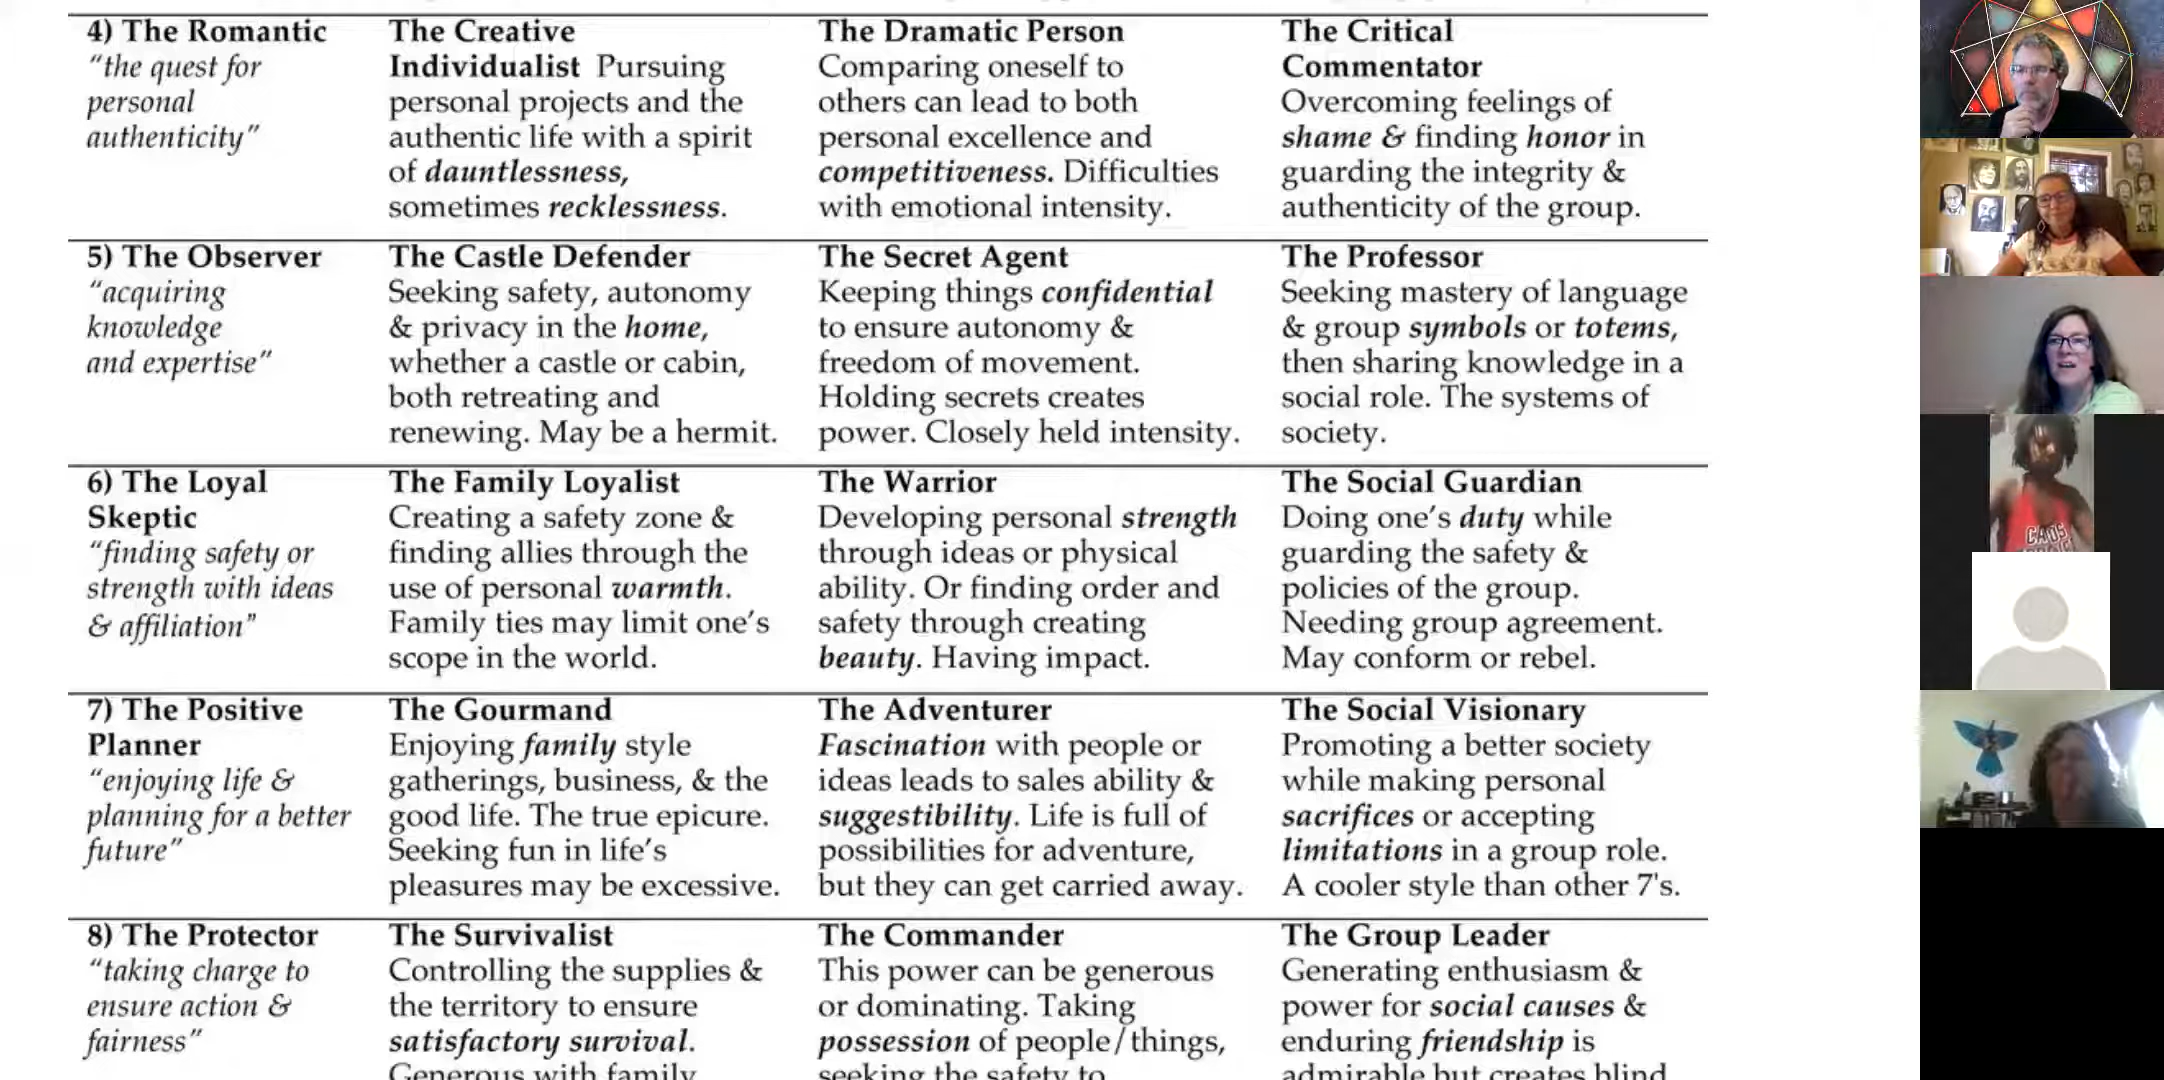 4) The Romantic
"the quest for
personal
authenticity"
The Creative
Individualist Pursuing
personal projects and the
authentic life with a spirit
of dauntlessness,
sometimes recklessness.
The Dramatic Person
Comparing oneself to
others can lead to both
personal excellence and
competitiveness. Difficulties
with emotional intensity.
The Critical
Commentator
Overcoming feelings of
shame & finding honor in
guarding the integrity &
authenticity of the group.
5) The Observer
"acquiring
knowledge
and expertise"
The Castle Defender
Seeking safety, autonomy
& privacy in the home,
whether a castle or cabin,
both retreating and
renewing. May be a hermit.
The Secret Agent
Keeping things confidential
to ensure autonomy &
freedom of movement.
Holding secrets creates
power. Closely held intensity.
The Professor
Seeking mastery of language
& group symbols or totems,
then sharing knowledge in a
social role. The systems of
society.
6) The Loyal
Skeptic
"finding safety or
strength with ideas
& affiliation"
The Family Loyalist
Creating a safety zone &
finding allies through the
use of personal warmth.
Family ties may limit one's
scope in the world.
The Warrior
Developing personal strength
through ideas or physical
ability. Or finding order and
safety through creating
beauty. Having impact.
The Social Guardian
Doing one's duty while
guarding the safety &
policies of the group.
Needing group agreement.
May conform or rebel.
7) The Positive
Planner
"enjoying life &
planning for a better
future"
The Gourmand
Enjoying family style
gatherings, business, & the
good life. The true epicure.
Seeking fun in life's
pleasures may be excessive.
The Adventurer
Fascination with people or
ideas leads to sales ability &
suggestibility. Life is full of
possibilities for adventure,
but they can get carried away.
The Social Visionary
Promoting a better society
while making personal
sacrifices or accepting
limitations in a group role.
A cooler style than other 7's.
8) The Protector
"taking charge to
ensure action &
fairness"
The Survivalist
Controlling the supplies &
the territory to ensure
satisfactory survival.
Generous with family
The Commander
This power can be generous
or dominating. Taking
possession of people/things,
seeking the safety to
The Group Leader
Generating enthusiasm &
power for social causes &
enduring friendship is
admirable but creates blind